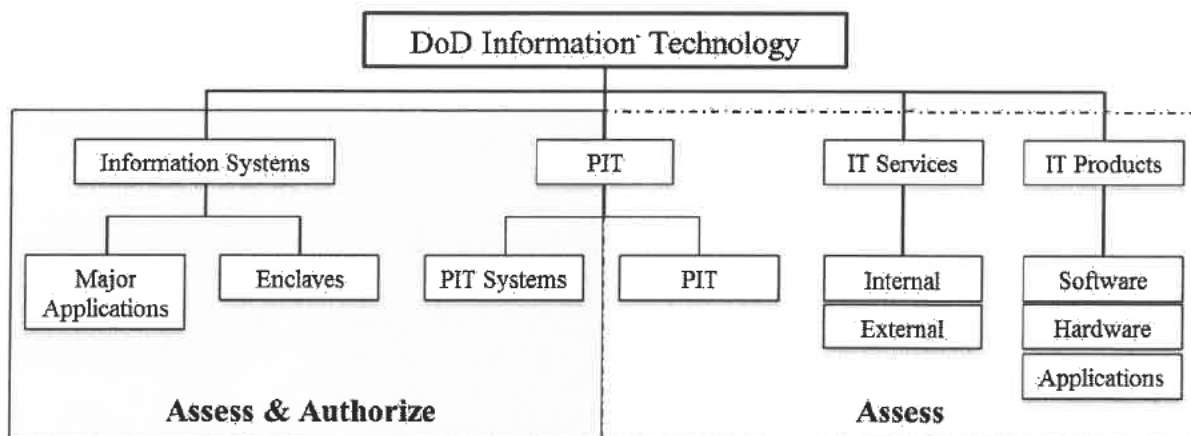 DoD Information Technology
Information Systems
PIT
IT Services
IT Products
Major
Applications
Enclaves
PIT Systems
PIT
Internal
External
Software
Hardware
Applications
Assess & Authorize
Assess